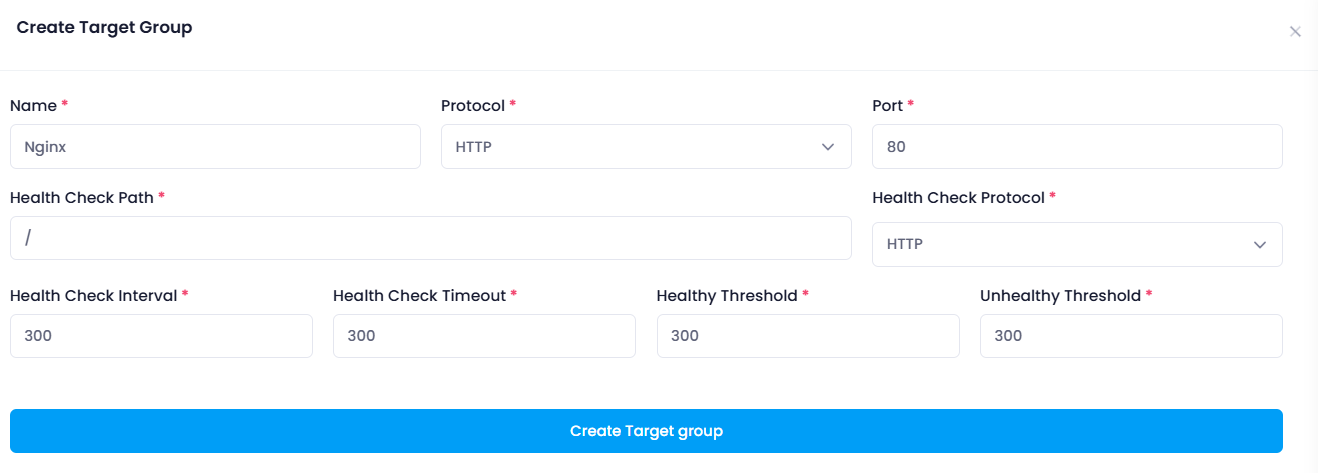 Create Target Group
Name *
Protocol *
Port *
Nginx
HTTP
80
Health Check Path *
Health Check Protocol *
/
HTTP
Health Check Interval *
Health Check Timeout *
Healthy Threshold *
Unhealthy Threshold *
300
300
300
300
Create Target group